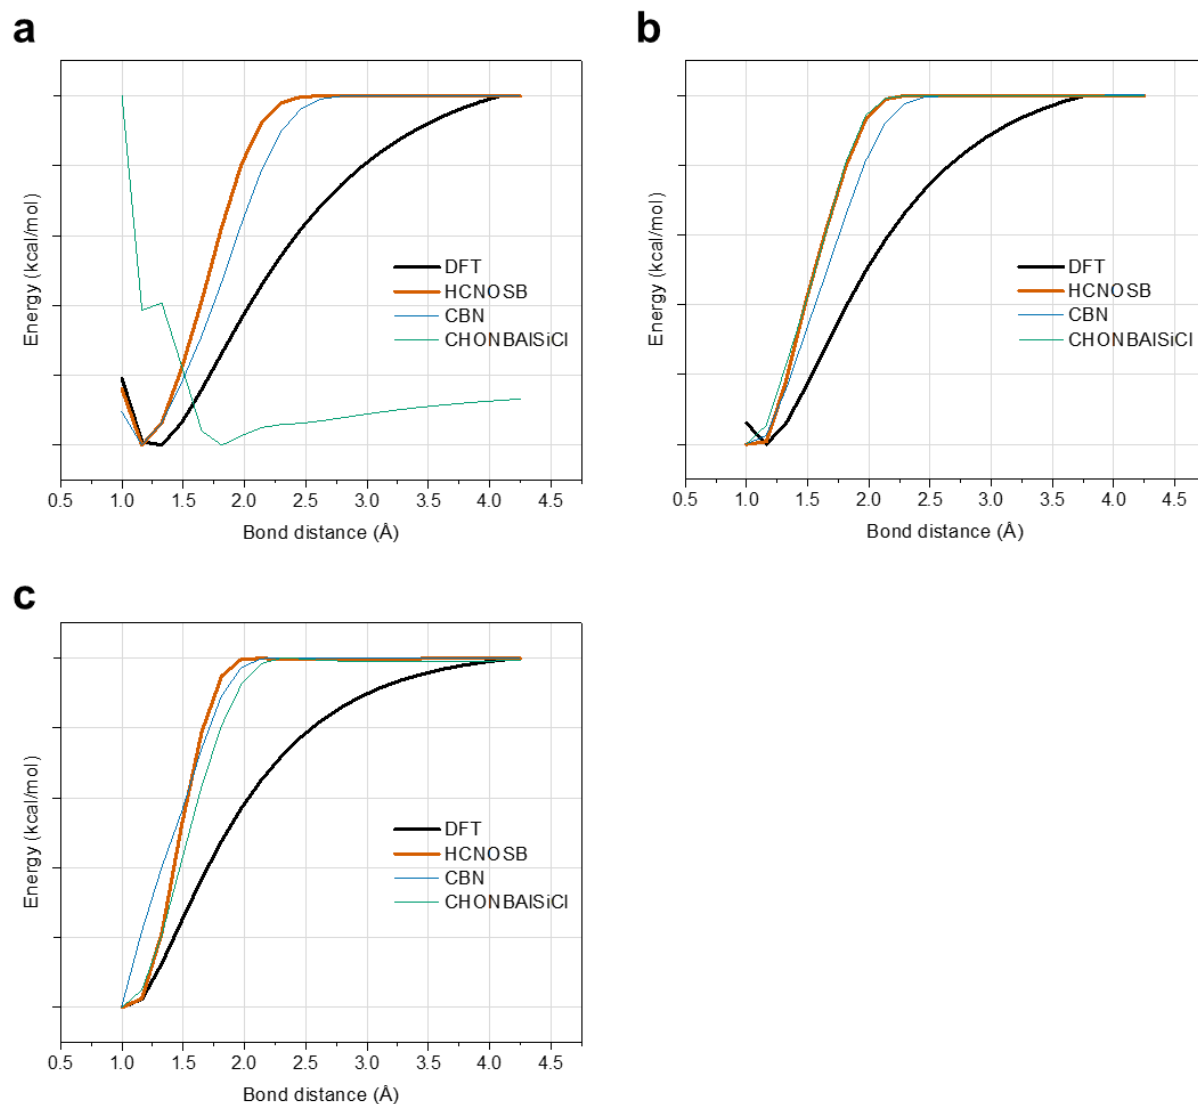 a
Energy (kcal/mol)
DFT
HCNOSB
CBN
CHONBAlSiCl
0.5 1.0 1.5 2.0 2.5 3.0 3.5 4.0 4.5
Bond distance (Å)
b
Energy (kcal/mol)
DFT
HCNOSB
CBN
CHONBAlSiCl
0.5 1.0 1.5 2.0 2.5 3.0 3.5 4.0 4.5
Bond distance (Å)
c
Energy (kcal/mol)
DFT
HCNOSB
CBN
CHONBAlSiCl
0.5 1.0 1.5 2.0 2.5 3.0 3.5 4.0 4.5
Bond distance (Å)